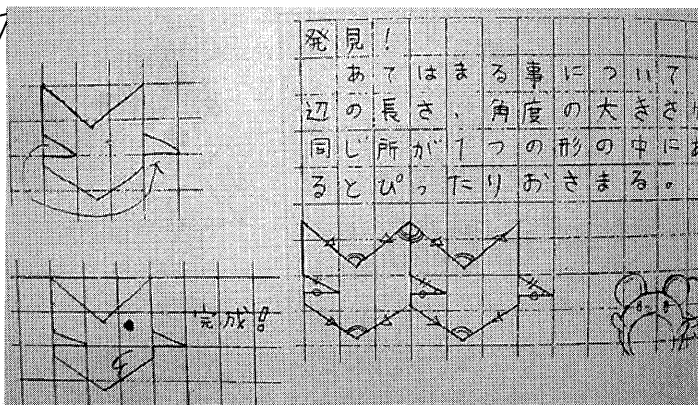 発見!
あてはまる事について
辺の長さ、角度の大きさが
同じ所が1つの形の中にあ
るとぴったりおさまる。
完成!!